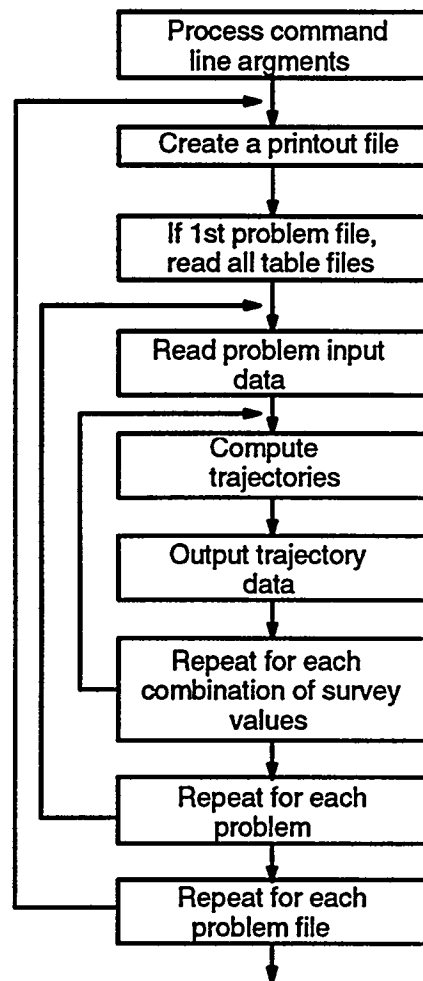 Process command
line argments
Create a printout file
If 1st problem file,
read all table files
Read problem input
data
Compute
trajectories
Output trajectory
data
Repeat for each
combination of survey
values
Repeat for each
problem
Repeat for each
problem file